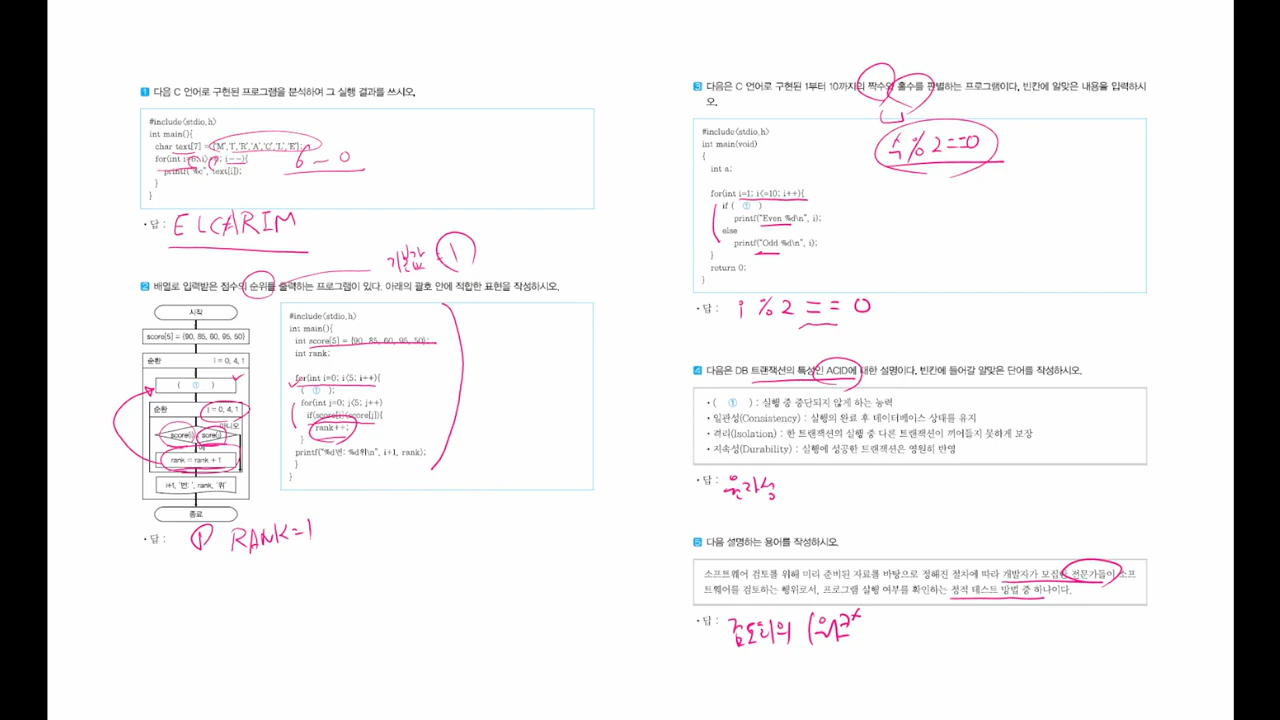 1 다음 C 언어로 구현된 프로그램을 분석하여 그 실행 결과를 쓰시오.
#include<stdio.h>
int main(){
char text[7] = {'M','I','R','A','C','L','E'};
for(int i=6; i--){
6 - 0
printf("%c", text[i]);
}
}
• 답 : ELCARIM
기본값 = 1
2 배열로 입력받은 점수의 순위를 출력하는 프로그램이 있다. 아래의 괄호 안에 적합한 표현을 작성하시오.
시작
score[5] = {90, 85, 60, 95, 50}
순환 i = 0, 4, 1
( ① )
순환 j = 0, 4, 1
아니오
score(i) sore(j)
예
rank = rank + 1
i+1, '번: ', rank, '위'
종료
#include<stdio.h>
int main(){
int score[5] = {90, 85, 60, 95, 50};
int rank;
for(int i=0; i<5; i++){
( ① );
for(int j=0; j<5; j++)
if(score[i]<score[j]){
rank++;
}
printf("%d번: %d위\n", i+1, rank);
}
}
• 답 : ① RANK=1
3 다음은 C 언어로 구현된 1부터 10까지의 짝수와 홀수를 판별하는 프로그램이다. 빈칸에 알맞은 내용을 입력하시
오.
#include<stdio.h>
int main(void)
{
int a;
수%2==0
for(int i=1; i<=10; i++){
if ( ① )
printf("Even %d\n", i);
else
printf("Odd %d\n", i);
}
return 0;
}
• 답 : i%2==0
4 다음은 DB 트랜잭션의 특성인 ACID에 대한 설명이다. 빈칸에 들어갈 알맞은 단어를 작성하시오.
• ( ① ) : 실행 중 중단되지 않게 하는 능력
• 일관성(Consistency) : 실행의 완료 후 데이터베이스 상태를 유지
• 격리(Isolation) : 한 트랜잭션의 실행 중 다른 트랜잭션이 끼어들지 못하게 보장
• 지속성(Durability) : 실행에 성공한 트랜잭션은 영원히 반영
• 답 : 원자성
5 다음 설명하는 용어를 작성하시오.
소프트웨어 검토를 위해 미리 준비된 자료를 바탕으로 정해진 절차에 따라 개발자가 모집한 전문가들이 소프
트웨어를 검토하는 행위로서, 프로그램 실행 여부를 확인하는 정적 테스트 방법 중 하나이다.
• 답 : 검토회의 (워크